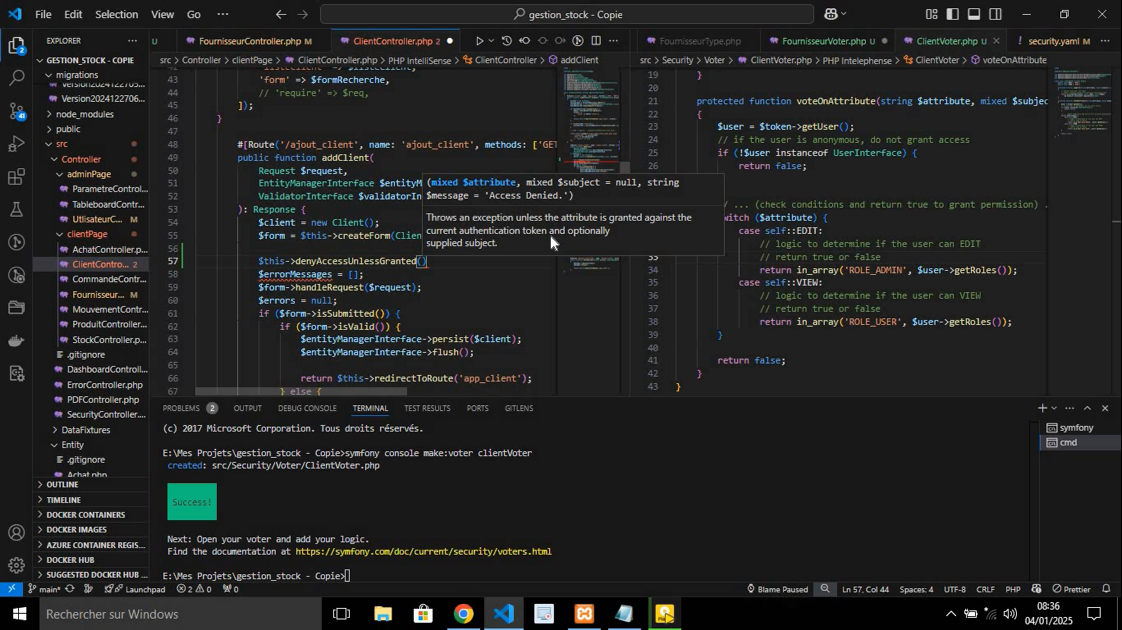 File Edit Selection View Go ··· gestion_stock - Copie
EXPLORER ···
GESTION_STOCK - COPIE
migrations
Version2024122705...
Version2024122706...
node_modules
public
src
Controller
adminPage
ParametreControl...
TableboardContr...
UtlisateurC... M
clientPage
AchatController.p...
ClientContro... 2
CommandeContr...
Fournisseur... M
MouvementContr...
ProduitController....
StockController.p...
.gitignore
DashboardControll...
ErrorController.php
PDFController.php
SecurityController....
DataFixtures
Entity
.gitignore
Achat.php
OUTLINE
TIMELINE
DOCKER CONTAINERS
DOCKER IMAGES
AZURE CONTAINER REGIS...
DOCKER HUB
SUGGESTED DOCKER HUB ...
U FournisseurController.php M ClientController.php 2
src > Controller > clientPage > ClientController.php > PHP IntelliSense > ClientController > addClient
43
44 'form' => $formRecherche,
45 // 'require' => $req,
]);
46 }
47
48 #[Route('/ajout_client', name: 'ajout_client', methods: ['GET
49 public function addClient(
50 Request $request,
51 EntityManagerInterface $entityM
52 ValidatorInterface $validatorIn
53 ): Response {
54 $client = new Client();
55 $form = $this->createForm(Clien
56
57 $this->denyAccessUnlessGranted()
58 $errorMessages = [];
59 $form->handleRequest($request);
60 $errors = null;
61 if ($form->isSubmitted()) {
62 if ($form->isValid()) {
63 $entityManagerInterface->persist($client);
64 $entityManagerInterface->flush();
65
66 return $this->redirectToRoute('app_client');
67 } else {
(mixed $attribute, mixed $subject = null, string
$message = 'Access Denied.')
Throws an exception unless the attribute is granted against the
current authentication token and optionally
supplied subject.
FournisseurType.php FournisseurVoter.php U ClientVoter.php U security.yaml M
src > Security > Voter > ClientVoter.php > PHP Intelephense > ClientVoter > voteOnAttribute
19 }
20
21 protected function voteOnAttribute(string $attribute, mixed $subjec
22 {
23 $user = $token->getUser();
// if the user is anonymous, do not grant access
25 if (!$user instanceof UserInterface) {
return false;
// ... (check conditions and return true to grant permission) .
switch ($attribute) {
case self::EDIT:
// logic to determine if the user can EDIT
// return true or false
return in_array('ROLE_ADMIN', $user->getRoles());
35 case self::VIEW:
36 // logic to determine if the user can VIEW
37 // return true or false
38 return in_array('ROLE_USER', $user->getRoles());
39 }
40
41 return false;
42 }
43 }
PROBLEMS 2 OUTPUT DEBUG CONSOLE TERMINAL TEST RESULTS PORTS GITLENS
(c) 2017 Microsoft Corporation. Tous droits réservés.
E:\Mes Projets\gestion_stock - Copie>symfony console make:voter clientVoter
created: src/Security/Voter/ClientVoter.php
Success!
Next: Open your voter and add your logic.
Find the documentation at https://symfony.com/doc/current/security/voters.html
E:\Mes Projets\gestion_stock - Copie>
symfony
cmd
main* Launchpad 2 0 0 Blame Paused Ln 57, Col 44 Spaces: 4 UTF-8 CRLF PHP Prettier
Rechercher sur Windows
08:36
04/01/2025